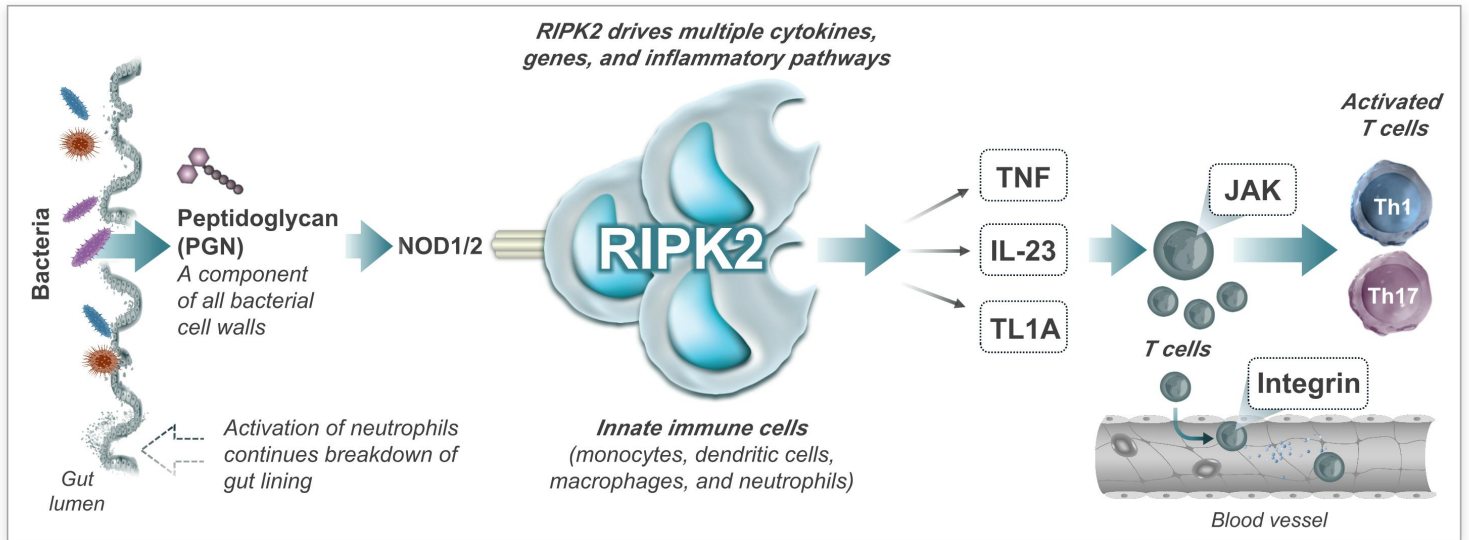 RIPK2 drives multiple cytokines,
genes, and inflammatory pathways
Bacteria
Peptidoglycan
(PGN)
A component
of all bacterial
cell walls
NOD1/2
RIPK2
TNF
IL-23
TL1A
JAK
T cells
Activated
T cells
Th1
Th17
Integrin
Blood vessel
Innate immune cells
(monocytes, dendritic cells,
macrophages, and neutrophils)
Activation of neutrophils
continues breakdown of
gut lining
Gut
lumen